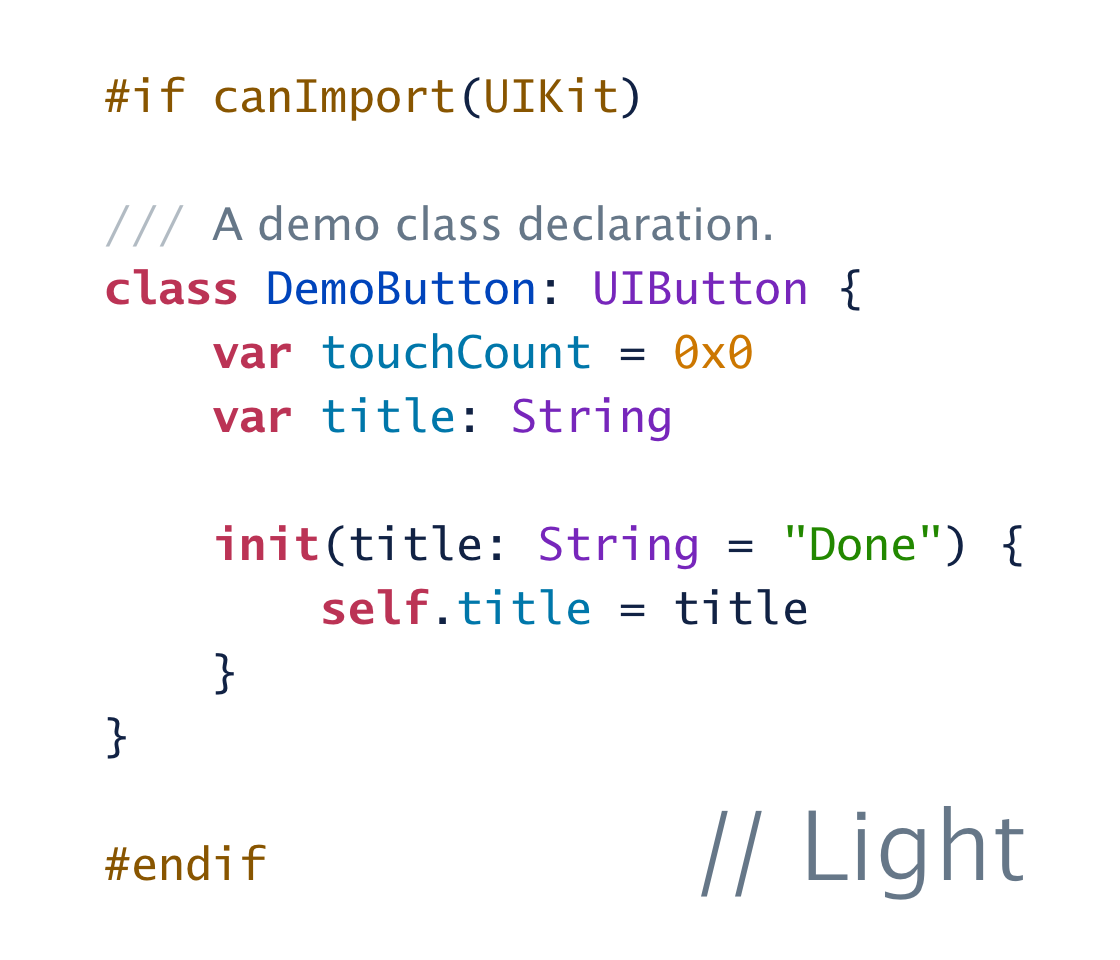 #if canImport(UIKit)
/// A demo class declaration.
class DemoButton: UIButton {
    var touchCount = 0x0
    var title: String
    init(title: String = "Done") {
        self.title = title
    }
}
#endif
// Light